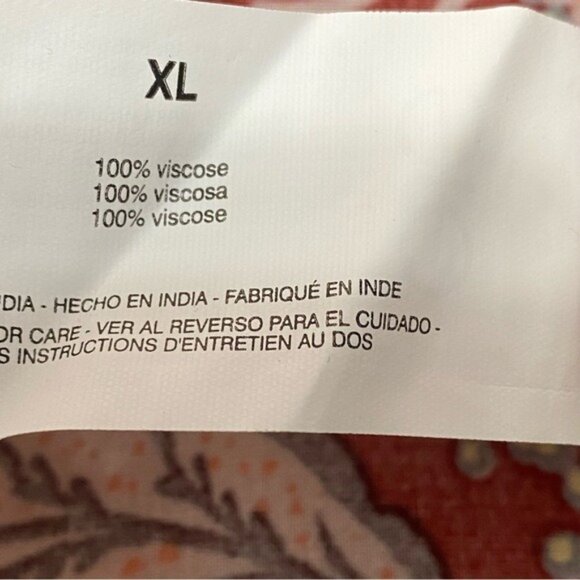 XL
100% viscose
100% viscosa
100% viscose
DIA - HECHO EN INDIA - FABRIQUÉ EN INDE
OR CARE - VER AL REVERSO PARA EL CUIDADO -
S INSTRUCTIONS D'ENTRETIEN AU DOS